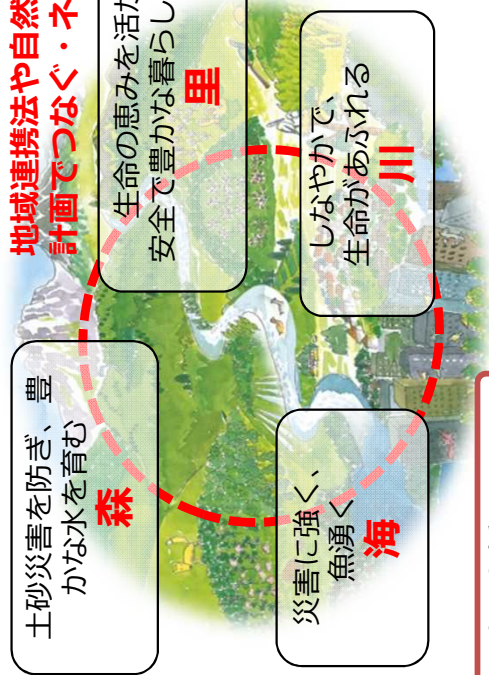 地域連携法や自然
計画でつなぐ・ネ
土砂災害を防ぎ、豊
かな水を育む
森
生命の恵みを活か
安全で豊かな暮らし
里
災害に強く、
魚湧く
海
しなやかで、
生命があふれる
川